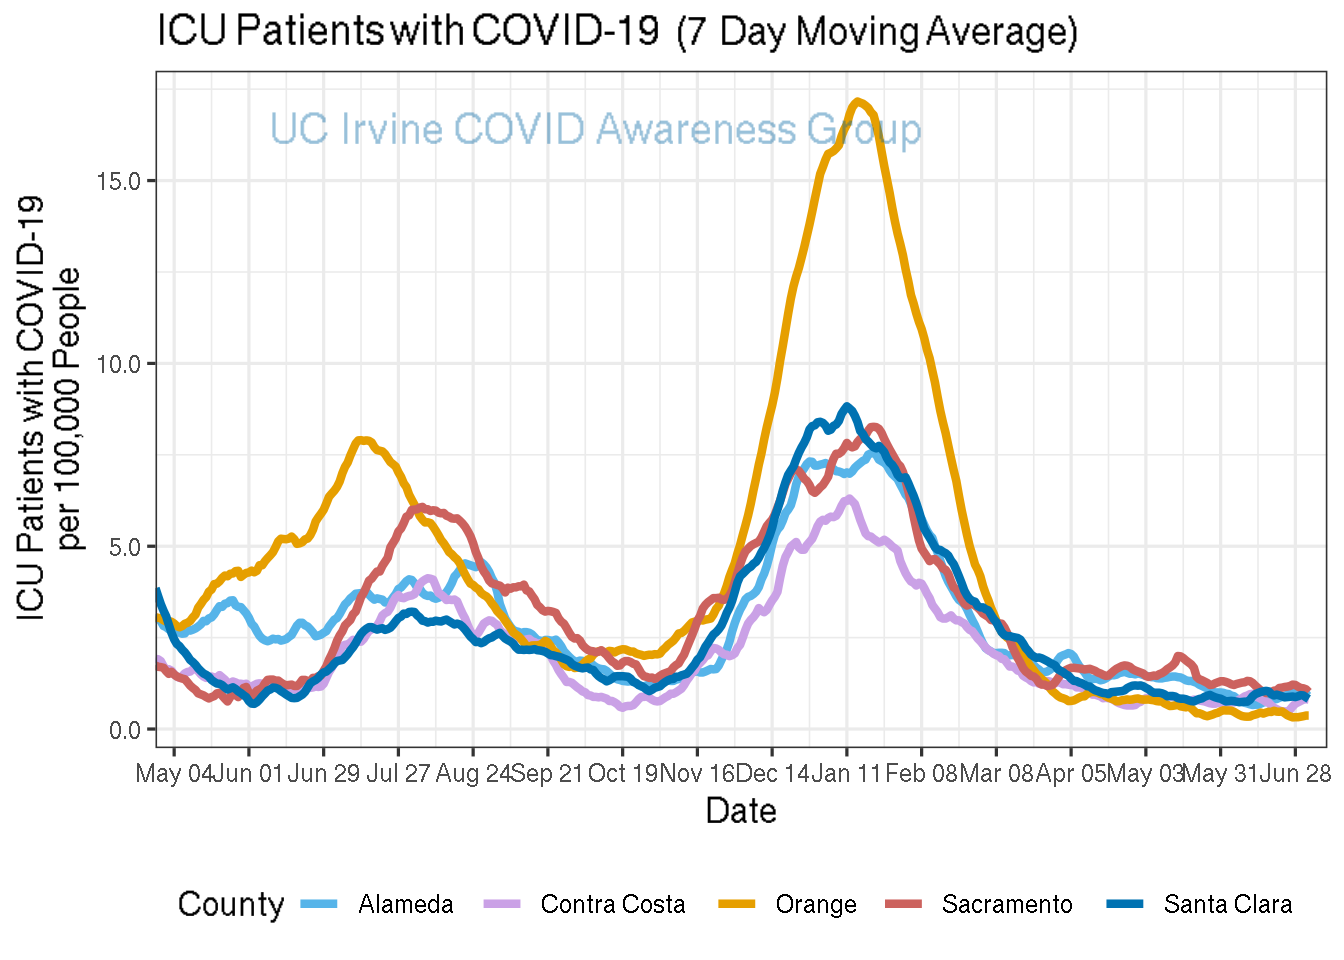 ICU Patients with COVID-19 (7 Day Moving Average)
UC Irvine COVID Awareness Group
ICU Patients with COVID-19
per 100,000 People
15.0
10.0
5.0
0.0
May 04 Jun 01 Jun 29 Jul 27 Aug 24 Sep 21 Oct 19 Nov 16 Dec 14 Jan 11 Feb 08 Mar 08 Apr 05 May 03 May 31 Jun 28
Date
County Alameda Contra Costa Orange Sacramento Santa Clara